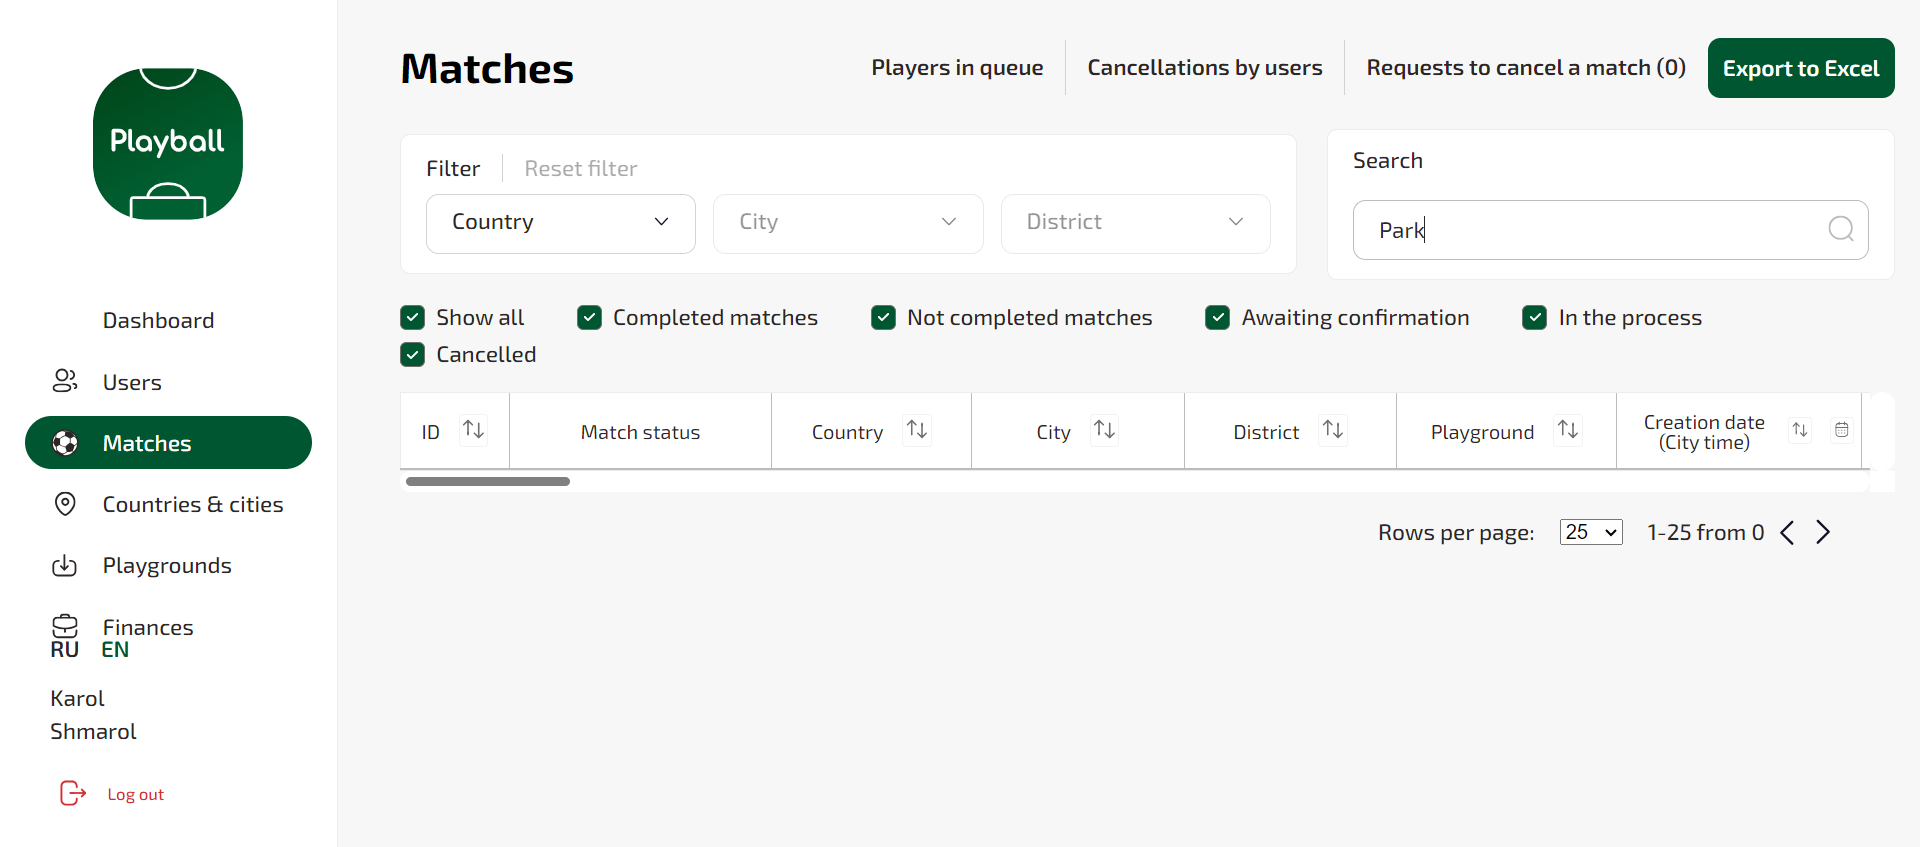 Playball
Dashboard
Users
Matches
Countries & cities
Playgrounds
Finances
RU EN
Karol
Shmarol
Log out
Matches
Players in queue
Cancellations by users
Requests to cancel a match (0)
Export to Excel
Filter
Reset filter
Country
City
District
Search
Park
Show all
Completed matches
Not completed matches
Awaiting confirmation
In the process
Cancelled
ID
Match status
Country
City
District
Playground
Creation date
(City time)
Rows per page: 25 1-25 from 0